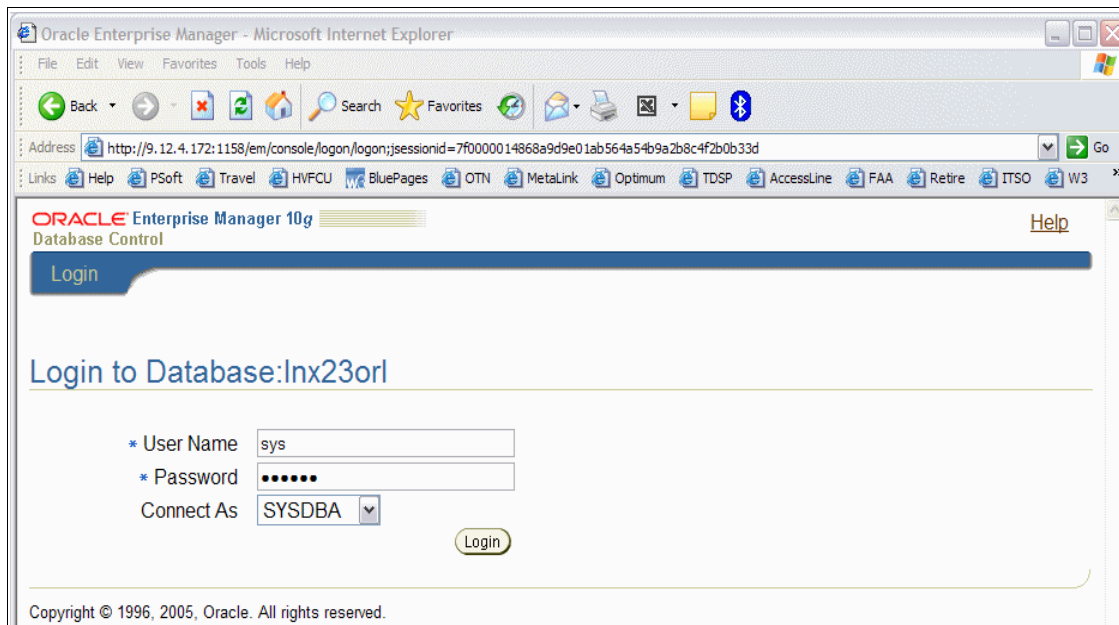 Oracle Enterprise Manager - Microsoft Internet Explorer
File Edit View Favorites Tools Help
Back Search Favorites
Address http://9.12.4.172:1158/em/console/logon/logon;jsessionid=7f0000014868a9d9e01ab564a54b9a2b8c4f2b0b33d Go
Links Help PSoft Travel HVFCU BluePages OTN MetaLink Optimum TDSP AccessLine FAA Retire ITSO W3 »
ORACLE Enterprise Manager 10g
Database Control
Help
Login
Login to Database:lnx23orl
* User Name sys
* Password ••••••
Connect As SYSDBA
Login
Copyright © 1996, 2005, Oracle. All rights reserved.